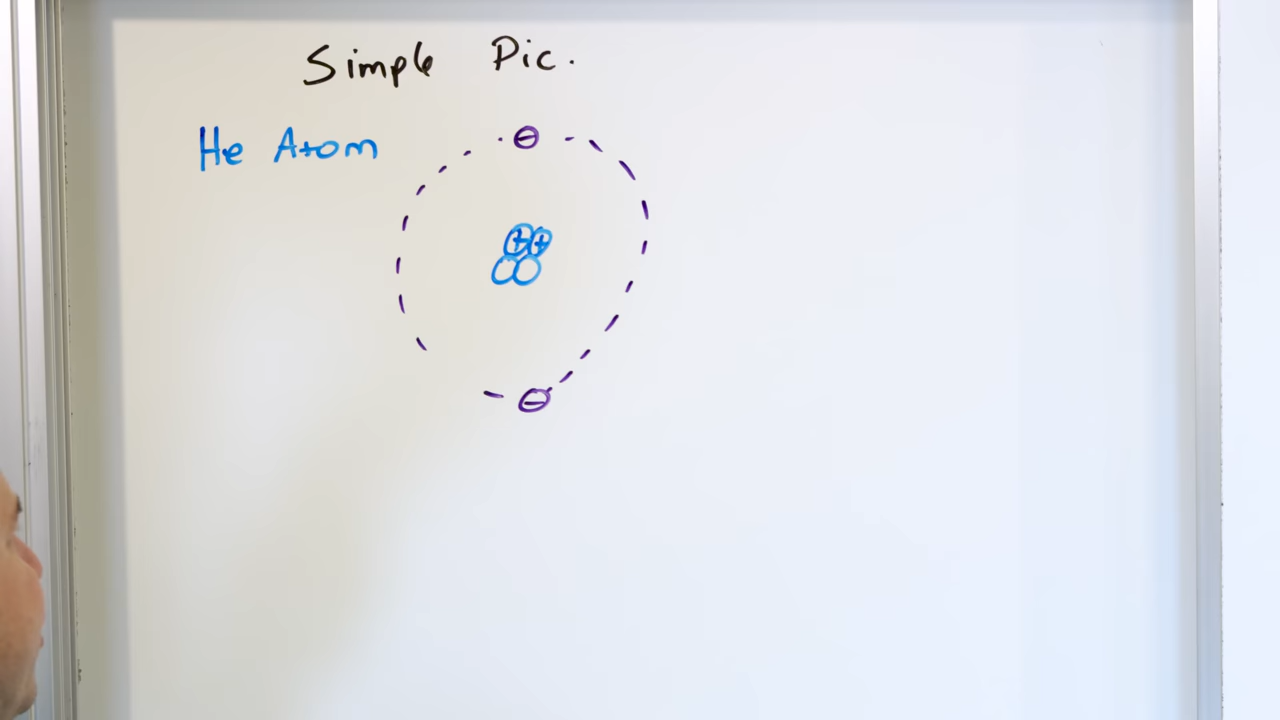 Simple Pic.
He Atom
⊖
⊕⊕
⊖